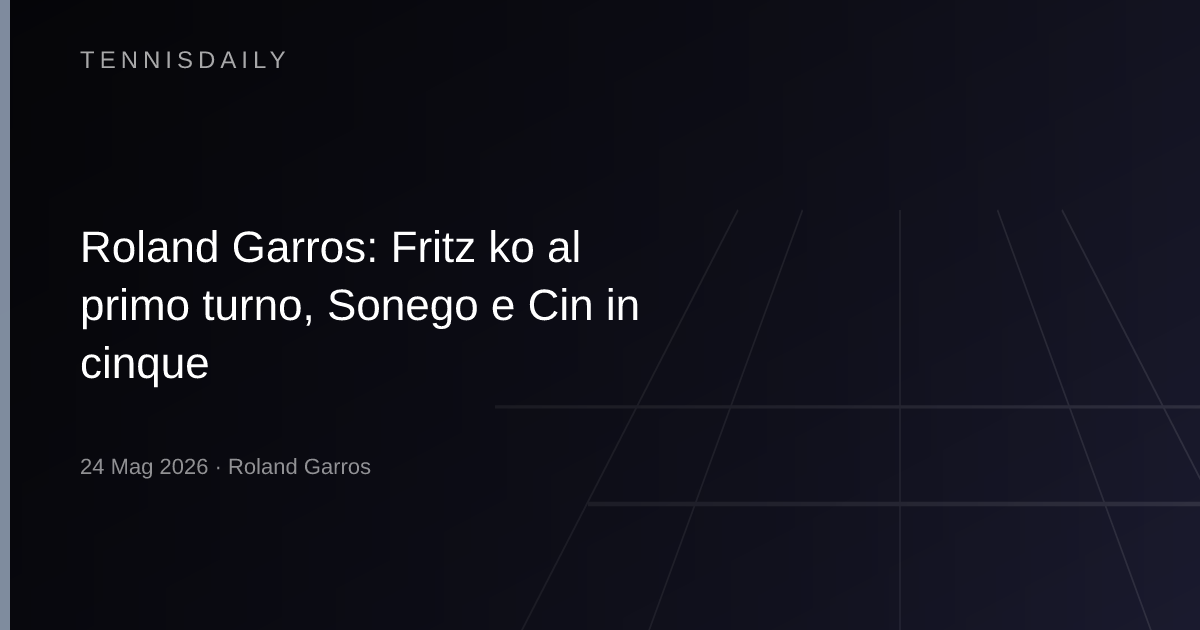 TENNISDAILY
Roland Garros: Fritz ko al
primo turno, Sonego e Cin in
cinque
24 Mag 2026 · Roland Garros